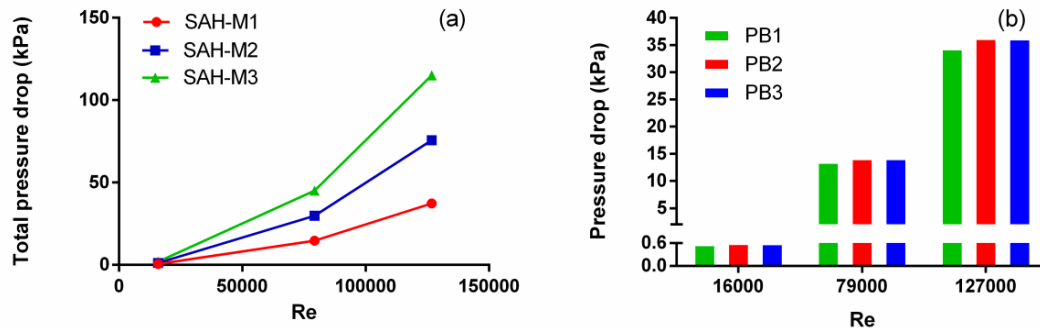 (a)
SAH-M1
SAH-M2
SAH-M3
Total pressure drop (kPa)
150
100
50
0
0 50000 100000 150000
Re
(b)
PB1
PB2
PB3
Pressure drop (kPa)
40
35
30
25
20
15
10
5
0.6
0.0
16000 79000 127000
Re